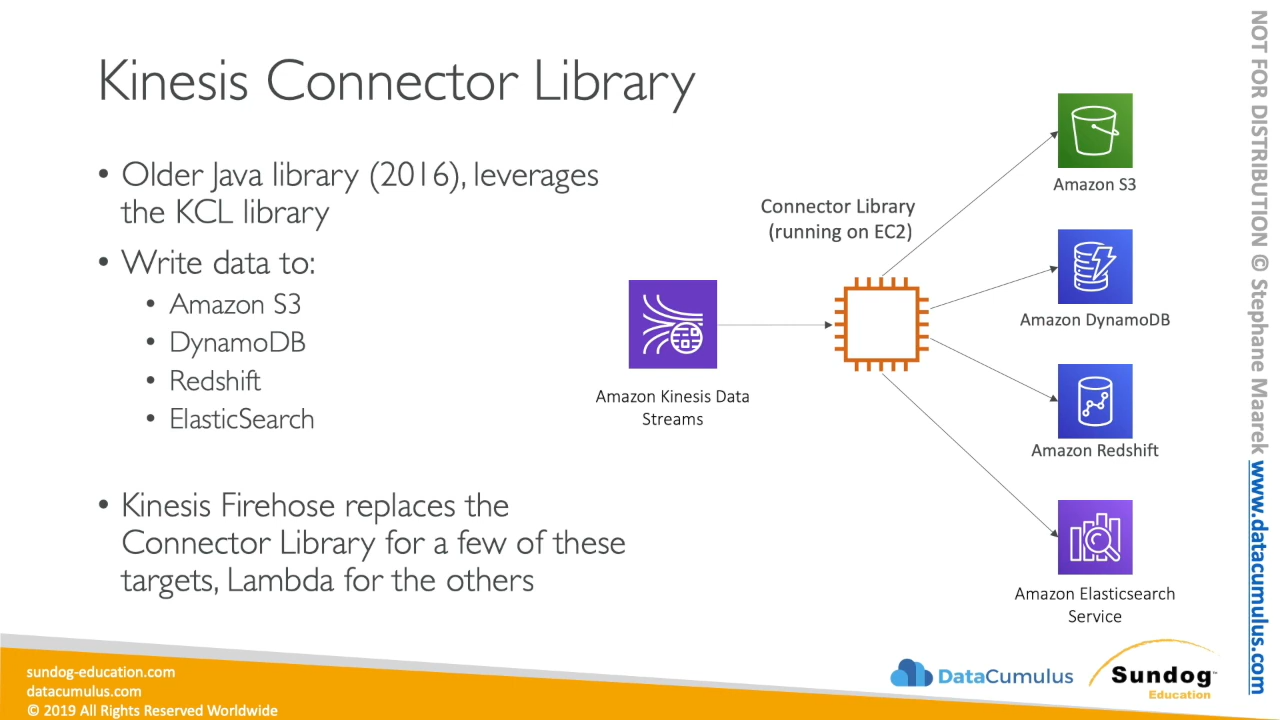 Kinesis Connector Library
• Older Java library (2016), leverages
the KCL library
• Write data to:
• Amazon S3
• DynamoDB
• Redshift
• ElasticSearch
• Kinesis Firehose replaces the
Connector Library for a few of these
targets, Lambda for the others
Connector Library
(running on EC2)
Amazon Kinesis Data
Streams
Amazon S3
Amazon DynamoDB
Amazon Redshift
Amazon Elasticsearch
Service
NOT FOR DISTRIBUTION © Stephane Maarek www.datacumulus.com
sundog-education.com
datacumulus.com
© 2019 All Rights Reserved Worldwide
DataCumulus
Sundog
Education